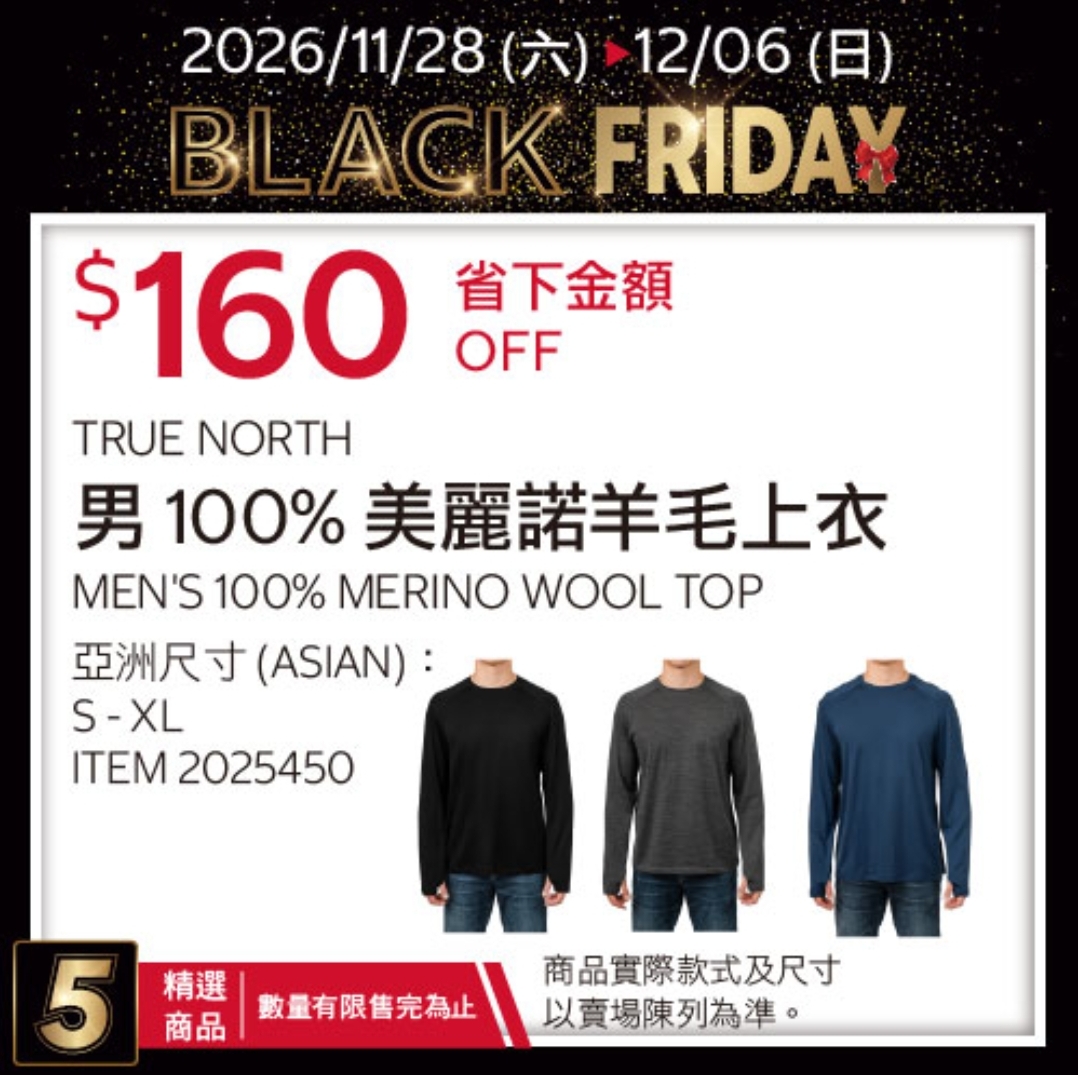 2026/11/28 (六) ▶ 12/06 (日)
BLACK FRIDAY
$160 省下金額
OFF
TRUE NORTH
男 100% 美麗諾羊毛上衣
MEN'S 100% MERINO WOOL TOP
亞洲尺寸 (ASIAN)：
S - XL
ITEM 2025450
5
精選
商品
數量有限售完為止
商品實際款式及尺寸
以賣場陳列為準。